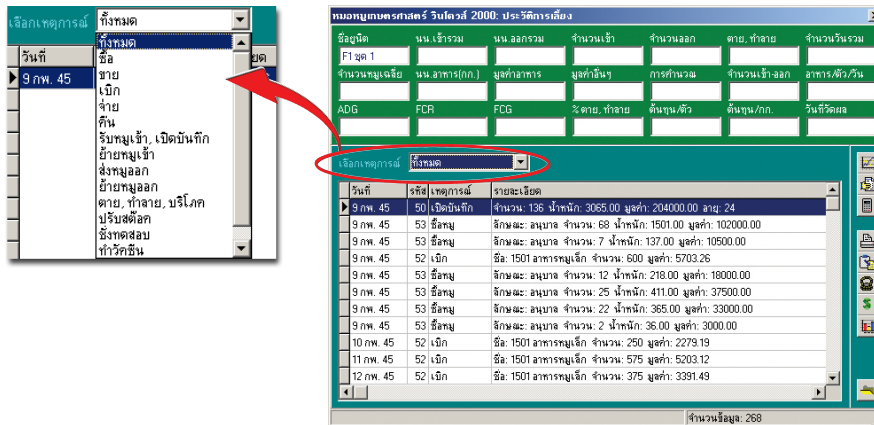 เลือกเหตุการณ์ ทั้งหมด
วันที่
ยด
9 กพ. 45
ทั้งหมด
ซื้อ
ขาย
เบิก
จ่าย
คืน
รับหมูเข้า, เปิดบันทึก
ย้ายหมูเข้า
ส่งหมูออก
ย้ายหมูออก
ตาย, ทำลาย, บริโภค
ปรับสต๊อค
ชั่งทดสอบ
ทำวัคซีน
หมอหมูเกษตรศาสตร์ วินโดวส์ 2000: ประวัติการเลี้ยง
ชื่อยูนิต นน.เข้ารวม นน.ออกรวม จำนวนเข้า จำนวนออก ตาย, ทำลาย จำนวนวันรวม
F1 ชุด 1
จำนวนหมูเฉลี่ย นน.อาหาร(กก.) มูลค่าอาหาร มูลค่าอื่นๆ การคำนวณ จำนวนเข้า-ออก อาหาร/ตัว/วัน
ADG FCR FCG %ตาย, ทำลาย ต้นทุน/ตัว ต้นทุน/กก. วันที่วัดผล
เลือกเหตุการณ์ ทั้งหมด
วันที่ รหัส เหตุการณ์ รายละเอียด
9 กพ. 45 50 เปิดบันทึก จำนวน: 136 น้ำหนัก: 3065.00 มูลค่า: 204000.00 อายุ: 24
9 กพ. 45 53 ซื้อหมู ลักษณะ: อนุบาล จำนวน: 68 น้ำหนัก: 1501.00 มูลค่า: 102000.00
9 กพ. 45 53 ซื้อหมู ลักษณะ: อนุบาล จำนวน: 7 น้ำหนัก: 137.00 มูลค่า: 10500.00
9 กพ. 45 52 เบิก ชื่อ: 1501 อาหารหมูเล็ก จำนวน: 600 มูลค่า: 5703.26
9 กพ. 45 53 ซื้อหมู ลักษณะ: อนุบาล จำนวน: 12 น้ำหนัก: 218.00 มูลค่า: 18000.00
9 กพ. 45 53 ซื้อหมู ลักษณะ: อนุบาล จำนวน: 25 น้ำหนัก: 411.00 มูลค่า: 37500.00
9 กพ. 45 53 ซื้อหมู ลักษณะ: อนุบาล จำนวน: 22 น้ำหนัก: 365.00 มูลค่า: 33000.00
9 กพ. 45 53 ซื้อหมู ลักษณะ: อนุบาล จำนวน: 2 น้ำหนัก: 36.00 มูลค่า: 3000.00
10 กพ. 45 52 เบิก ชื่อ: 1501 อาหารหมูเล็ก จำนวน: 250 มูลค่า: 2279.19
11 กพ. 45 52 เบิก ชื่อ: 1501 อาหารหมูเล็ก จำนวน: 575 มูลค่า: 5203.12
12 กพ. 45 52 เบิก ชื่อ: 1501 อาหารหมูเล็ก จำนวน: 375 มูลค่า: 3391.49
จำนวนข้อมูล: 268